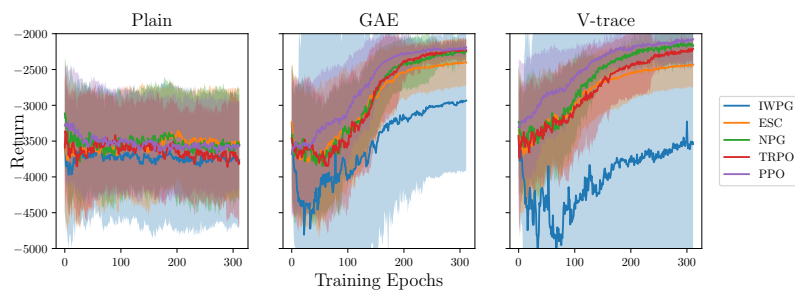 Plain
GAE
V-trace
Return
−2000
−2500
−3000
−3500
−4000
−4500
−5000
0
100
200
300
0
100
200
300
0
100
200
300
Training Epochs
IWPG
ESC
NPG
TRPO
PPO